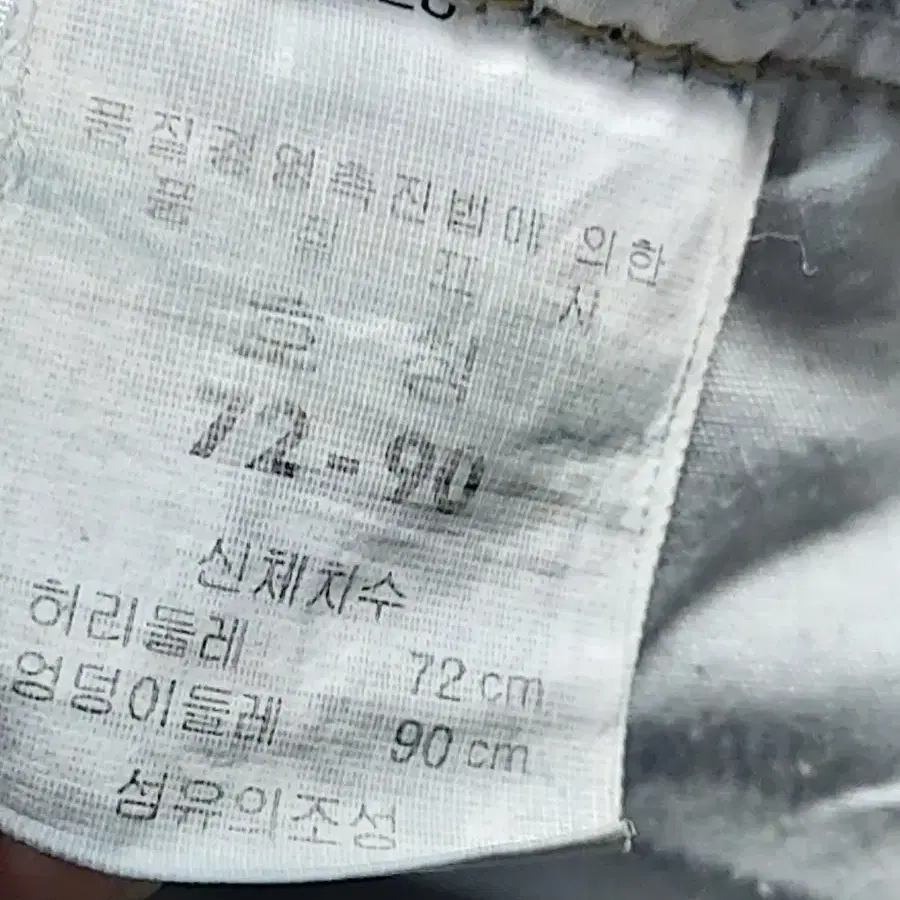 품질경영촉진법에 의한
품 질 표 시
호 칭
72-90
신체치수
허리둘레 72 cm
엉덩이둘레 90 cm
섬유의조성